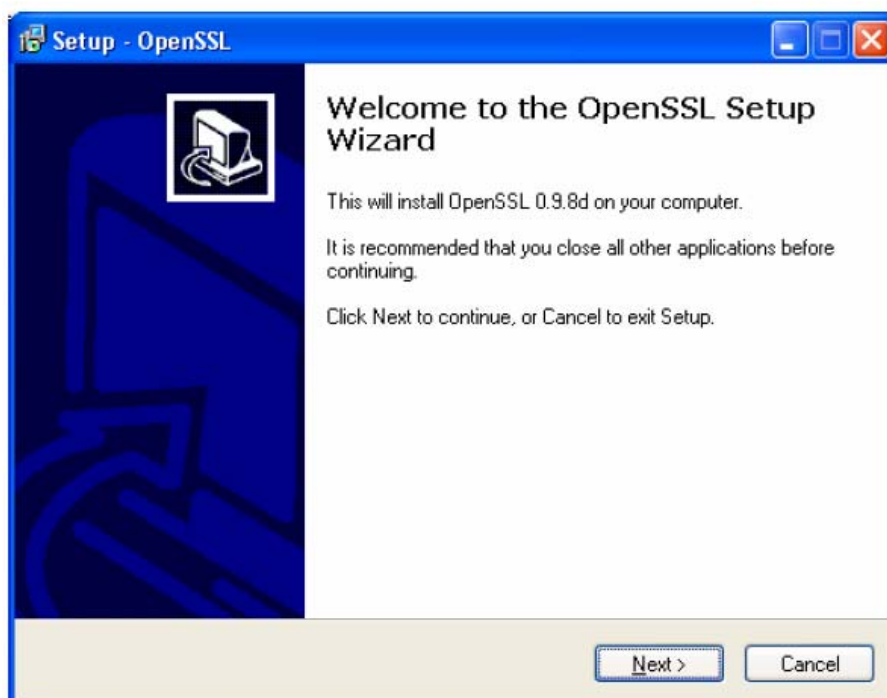 Setup - OpenSSL
Welcome to the OpenSSL Setup
Wizard
This will install OpenSSL 0.9.8d on your computer.
It is recommended that you close all other applications before
continuing.
Click Next to continue, or Cancel to exit Setup.
Next >
Cancel